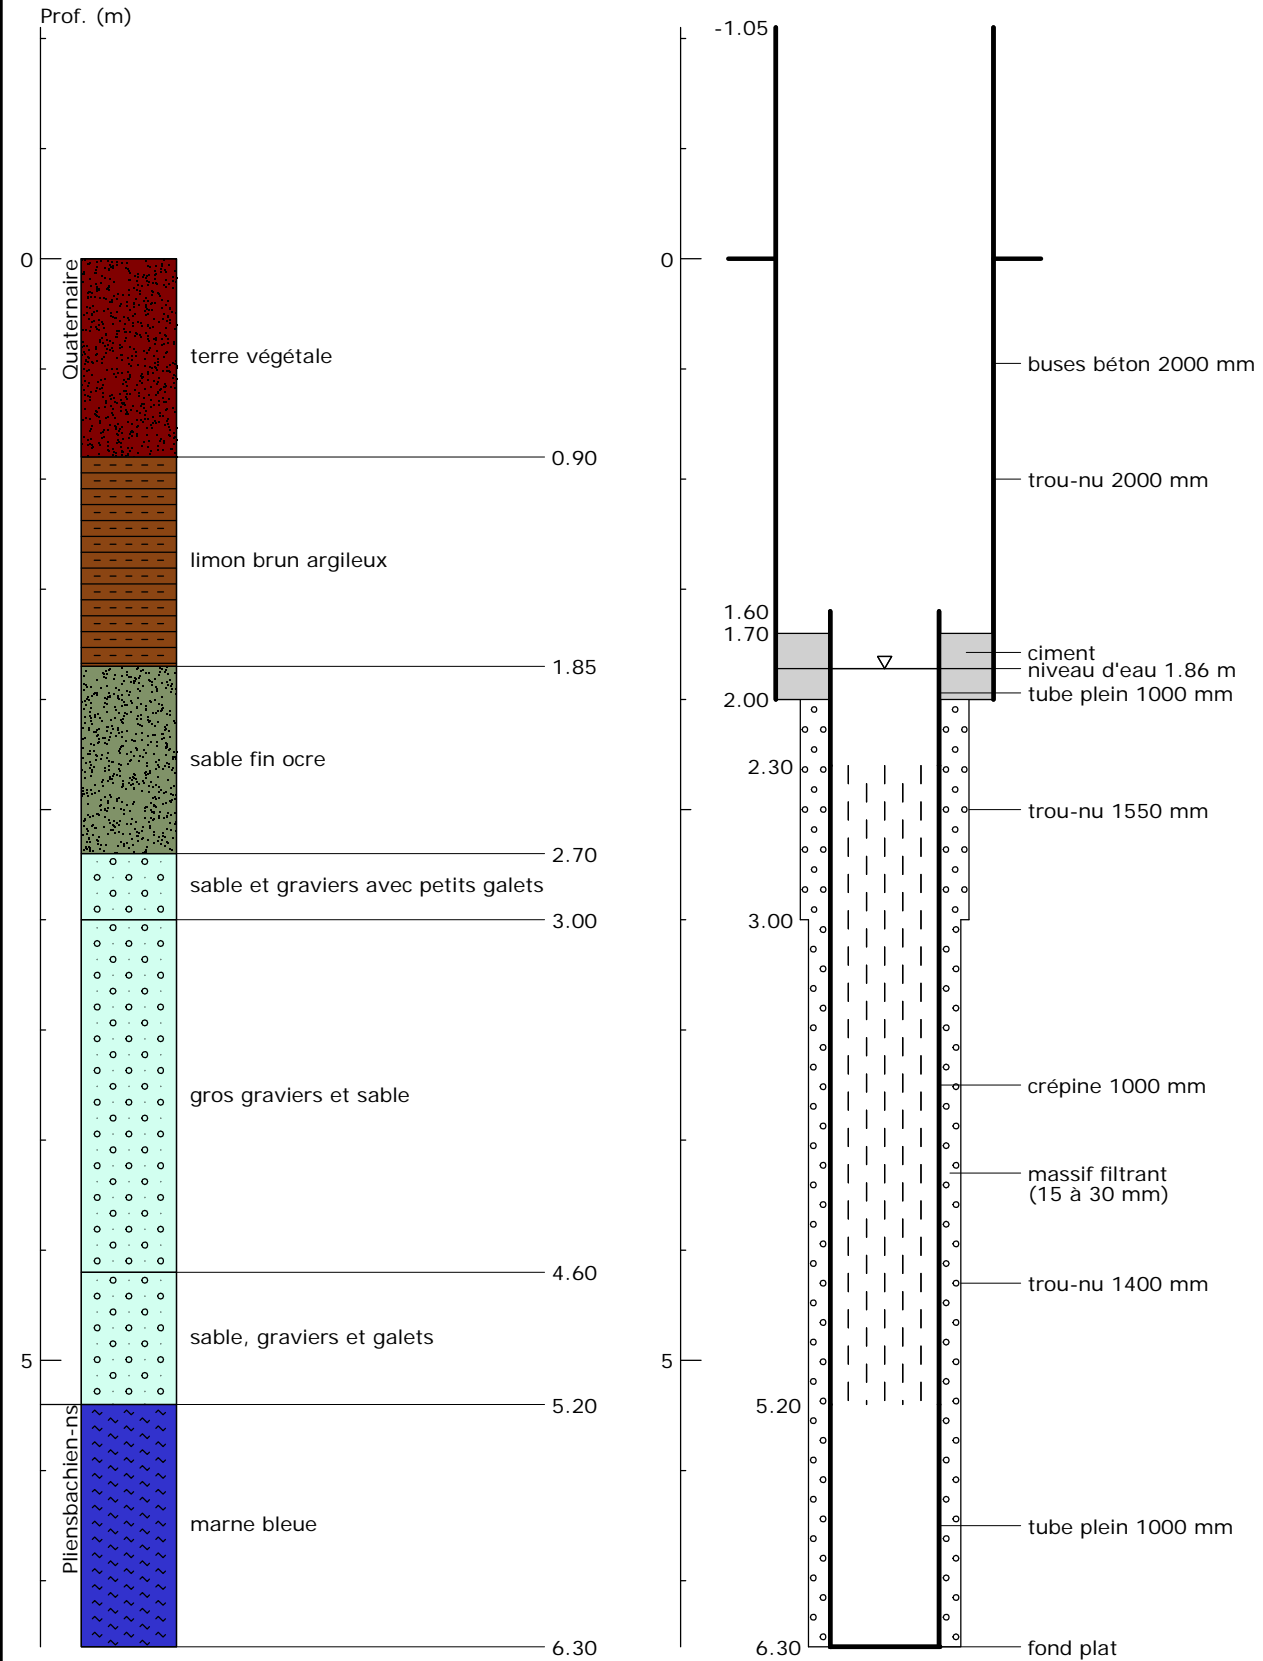 Prof. (m)
0
5
Quaternaire
Pliensbachien-ns
terre végétale
0.90
limon brun argileux
1.85
sable fin ocre
2.70
sable et graviers avec petits galets
3.00
gros graviers et sable
4.60
sable, graviers et galets
5.20
marne bleue
6.30
0
5
-1.05
1.60
1.70
2.00
2.30
3.00
5.20
6.30
buses béton 2000 mm
trou-nu 2000 mm
ciment
niveau d'eau 1.86 m
tube plein 1000 mm
trou-nu 1550 mm
crépine 1000 mm
massif filtrant
(15 à 30 mm)
trou-nu 1400 mm
tube plein 1000 mm
fond plat